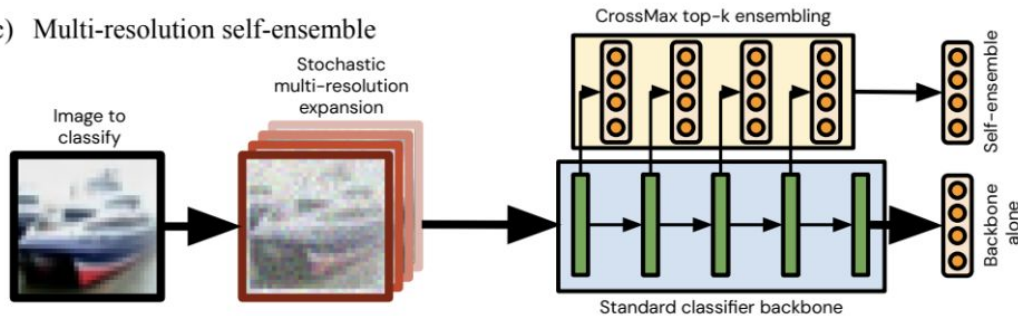 c) Multi-resolution self-ensemble
CrossMax top-k ensembling
Stochastic
multi-resolution
expansion
Image to
classify
Self-ensemble
Backbone
alone
Standard classifier backbone